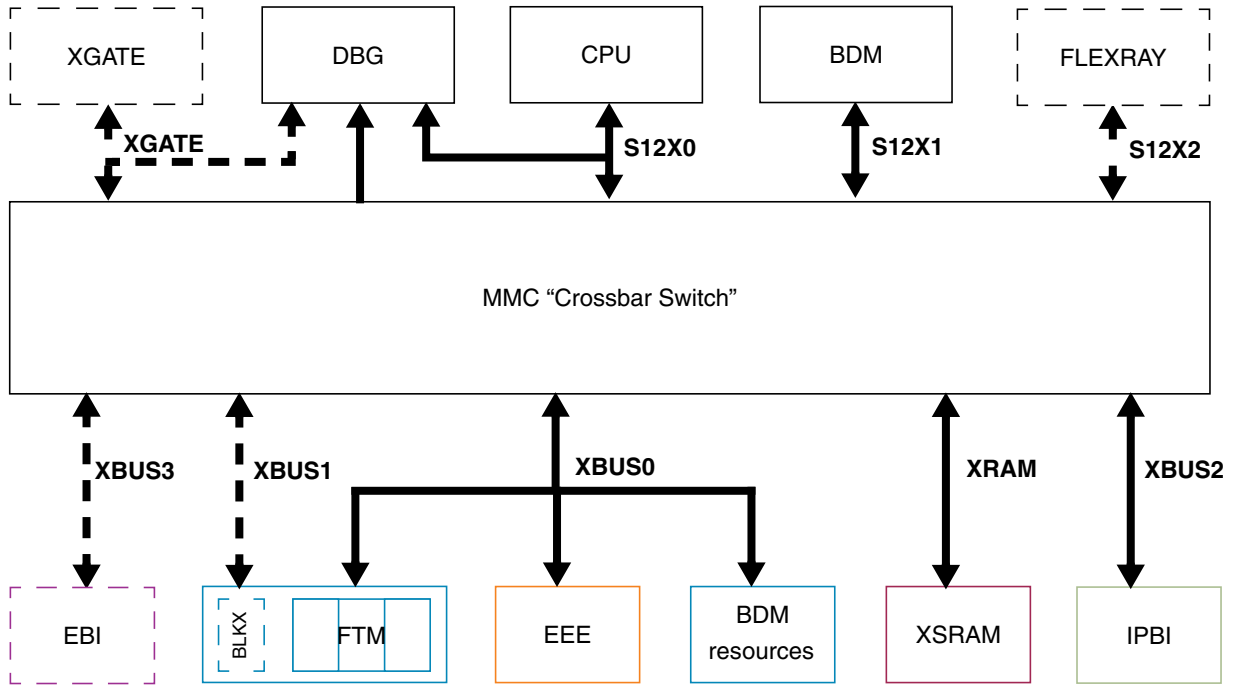 XGATE
DBG
CPU
BDM
FLEXRAY
XGATE
S12X0
S12X1
S12X2
MMC “Crossbar Switch”
XBUS3
XBUS1
XBUS0
XRAM
XBUS2
EBI
BLKX
FTM
EEE
BDM
resources
XSRAM
IPBI